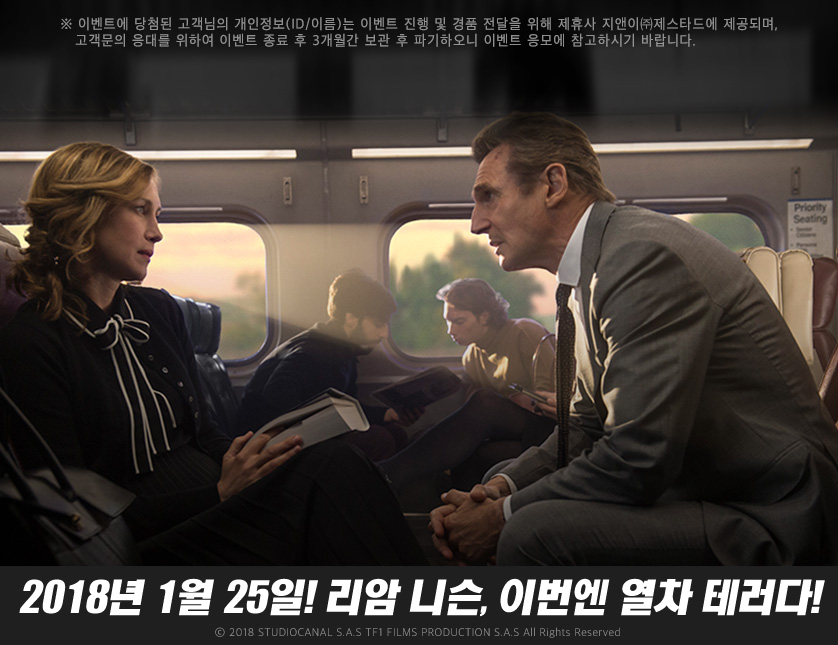 ※ 이벤트에 당첨된 고객님의 개인정보(ID/이름)는 이벤트 진행 및 경품 전달을 위해 제휴사 지앤이㈜제스타드에 제공되며,
고객문의 응대를 위하여 이벤트 종료 후 3개월간 보관 후 파기하오니 이벤트 응모에 참고하시기 바랍니다.
Priority
Seating
Senior
Citizens
Persons
2018년 1월 25일! 리암 니슨, 이번엔 열차 테러다!
© 2018 STUDIOCANAL S.A.S TF1 FILMS PRODUCTION S.A.S All Rights Reserved